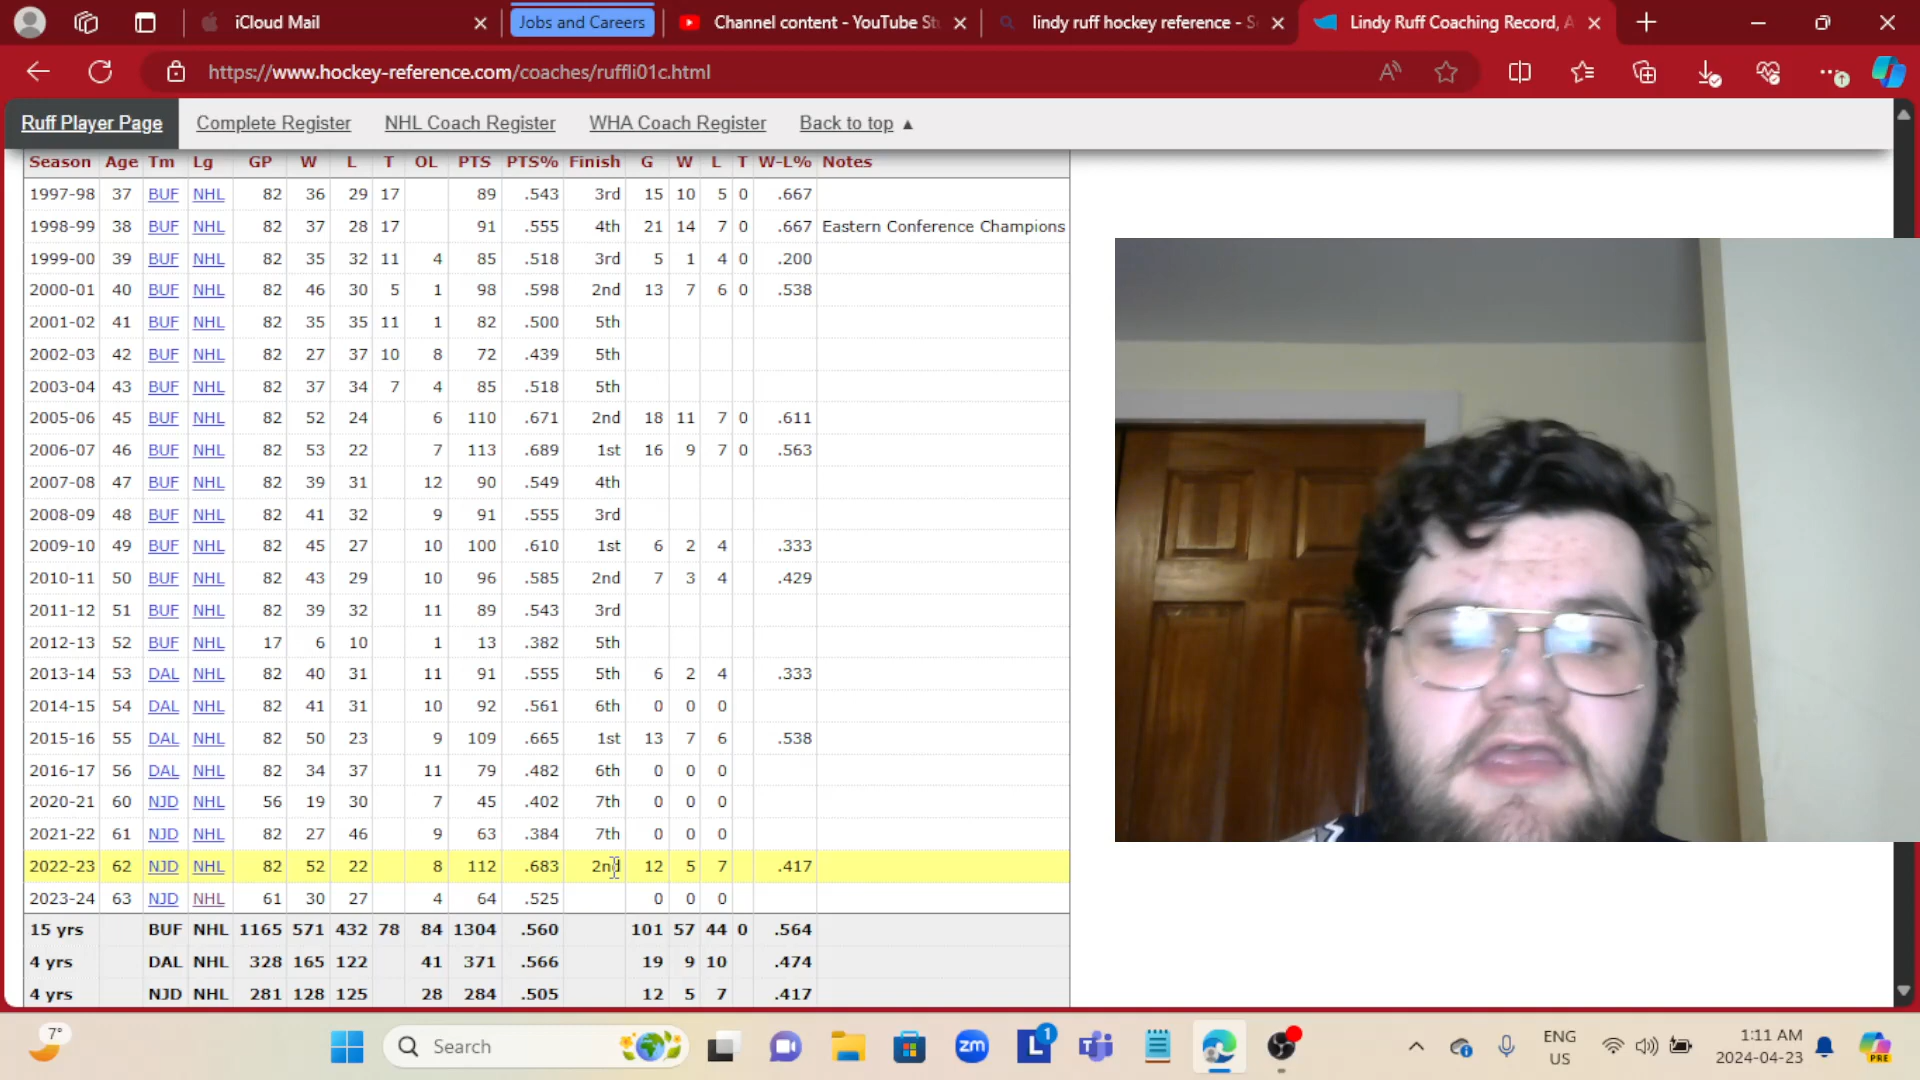 iCloud Mail
Jobs and Careers
Channel content - YouTube St
lindy ruff hockey reference - S
Lindy Ruff Coaching Record, A
https://www.hockey-reference.com/coaches/ruffli01c.html
Ruff Player Page Complete Register NHL Coach Register WHA Coach Register Back to top ▲
Season Age Tm Lg GP W L T OL PTS PTS% Finish G W L T W-L% Notes
1997-98 37 BUF NHL 82 36 29 17 89 .543 3rd 15 10 5 0 .667
1998-99 38 BUF NHL 82 37 28 17 91 .555 4th 21 14 7 0 .667 Eastern Conference Champions
1999-00 39 BUF NHL 82 35 32 11 4 85 .518 3rd 5 1 4 0 .200
2000-01 40 BUF NHL 82 46 30 5 1 98 .598 2nd 13 7 6 0 .538
2001-02 41 BUF NHL 82 35 35 11 1 82 .500 5th
2002-03 42 BUF NHL 82 27 37 10 8 72 .439 5th
2003-04 43 BUF NHL 82 37 34 7 4 85 .518 5th
2005-06 45 BUF NHL 82 52 24 6 110 .671 2nd 18 11 7 0 .611
2006-07 46 BUF NHL 82 53 22 7 113 .689 1st 16 9 7 0 .563
2007-08 47 BUF NHL 82 39 31 12 90 .549 4th
2008-09 48 BUF NHL 82 41 32 9 91 .555 3rd
2009-10 49 BUF NHL 82 45 27 10 100 .610 1st 6 2 4 .333
2010-11 50 BUF NHL 82 43 29 10 96 .585 2nd 7 3 4 .429
2011-12 51 BUF NHL 82 39 32 11 89 .543 3rd
2012-13 52 BUF NHL 17 6 10 1 13 .382 5th
2013-14 53 DAL NHL 82 40 31 11 91 .555 5th 6 2 4 .333
2014-15 54 DAL NHL 82 41 31 10 92 .561 6th 0 0 0
2015-16 55 DAL NHL 82 50 23 9 109 .665 1st 13 7 6 .538
2016-17 56 DAL NHL 82 34 37 11 79 .482 6th 0 0 0
2020-21 60 NJD NHL 56 19 30 7 45 .402 7th 0 0 0
2021-22 61 NJD NHL 82 27 46 9 63 .384 7th 0 0 0
2022-23 62 NJD NHL 82 52 22 8 112 .683 2nd 12 5 7 .417
2023-24 63 NJD NHL 61 30 27 4 64 .525 0 0 0
15 yrs BUF NHL 1165 571 432 78 84 1304 .560 101 57 44 0 .564
4 yrs DAL NHL 328 165 122 41 371 .566 19 9 10 .474
4 yrs NJD NHL 281 128 125 28 284 .505 12 5 7 .417
7°
Search
zm
L
1
T
PRE
ENG
US
1:11 AM
2024-04-23